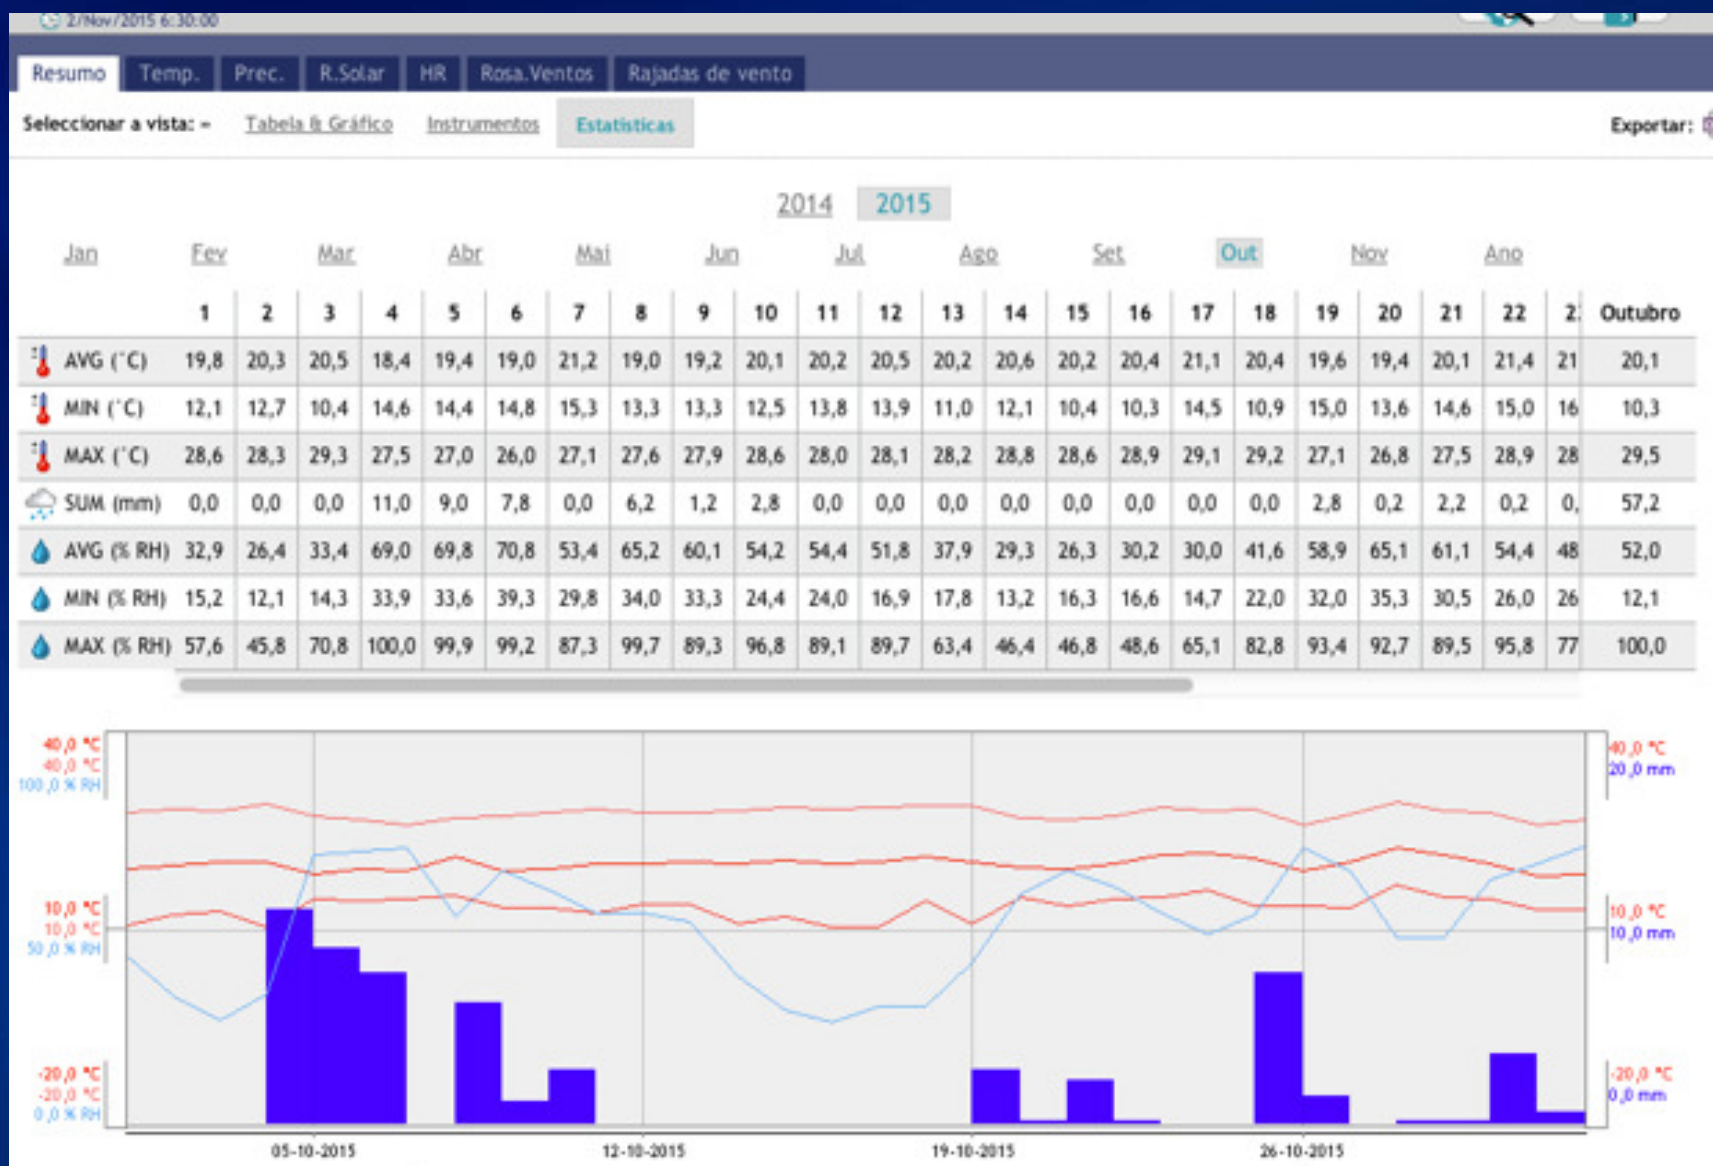 2/Nov/2015 6:30:00
Resumo Temp. Prec. R.Solar HR Rosa.Ventos Rajadas de vento
Seleccionar a vista: - Tabela & Gráfico Instrumentos Estatisticas Exportar:
2014 2015
Jan Fev Mar Abr Mai Jun Jul Ago Set Out Nov Ano
1 2 3 4 5 6 7 8 9 10 11 12 13 14 15 16 17 18 19 20 21 22 Outubro
AVG (°C) 19,8 20,3 20,5 18,4 19,4 19,0 21,2 19,0 19,2 20,1 20,2 20,5 20,2 20,6 20,2 20,4 21,1 20,4 19,6 19,4 20,1 21,4 21 20,1
MIN (°C) 12,1 12,7 10,4 14,6 14,4 14,8 15,3 13,3 13,3 12,5 13,8 13,9 11,0 12,1 10,4 10,3 14,5 10,9 15,0 13,6 14,6 15,0 16 10,3
MAX (°C) 28,6 28,3 29,3 27,5 27,0 26,0 27,1 27,6 27,9 28,6 28,0 28,1 28,2 28,8 28,6 28,9 29,1 29,2 27,1 26,8 27,5 28,9 28 29,5
SUM (mm) 0,0 0,0 0,0 11,0 9,0 7,8 0,0 6,2 1,2 2,8 0,0 0,0 0,0 0,0 0,0 0,0 0,0 0,0 2,8 0,2 2,2 0,2 0, 57,2
AVG (% RH) 32,9 26,4 33,4 69,0 69,8 70,8 53,4 65,2 60,1 54,2 54,4 51,8 37,9 29,3 26,3 30,2 30,0 41,6 58,9 65,1 61,1 54,4 48 52,0
MIN (% RH) 15,2 12,1 14,3 33,9 33,6 39,3 29,8 34,0 33,3 24,4 24,0 16,9 17,8 13,2 16,3 16,6 14,7 22,0 32,0 35,3 30,5 26,0 26 12,1
MAX (% RH) 57,6 45,8 70,8 100,0 99,9 99,2 87,3 99,7 89,3 96,8 89,1 89,7 63,4 46,4 46,8 48,6 65,1 82,8 93,4 92,7 89,5 95,8 77 100,0
40,0 °C 40,0 °C
40,0 °C 20,0 mm
100,0 % RH
10,0 °C 10,0 °C
10,0 °C 10,0 mm
50,0 % RH
-20,0 °C -20,0 °C
-20,0 °C 0,0 mm
0,0 % RH
05-10-2015 12-10-2015 19-10-2015 26-10-2015